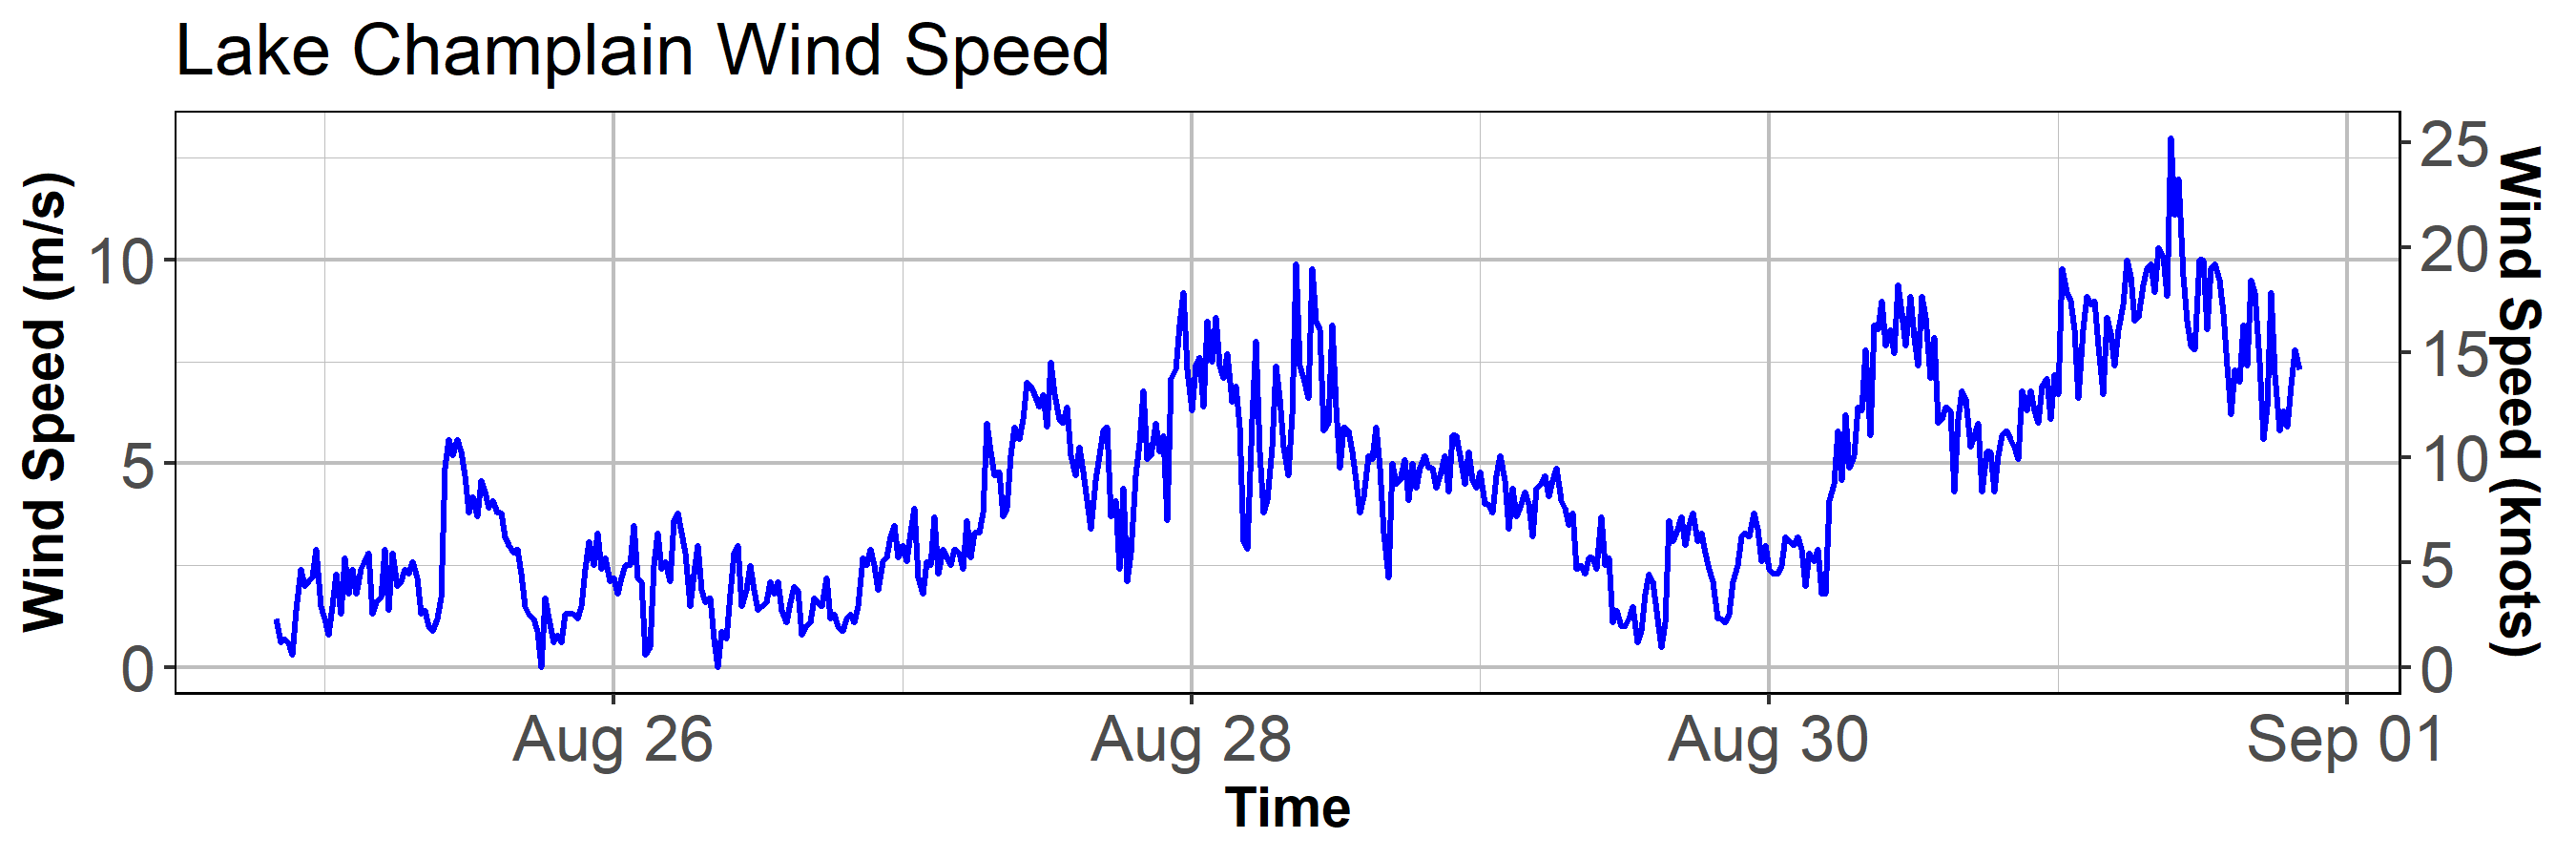 Lake Champlain Wind Speed
Wind Speed (m/s)
10
5
0
25
20
15
10
5
0
Wind Speed (knots)
Aug 26
Aug 28
Aug 30
Sep 01
Time